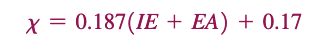 χ = 0.187(IE + EA) + 0.17